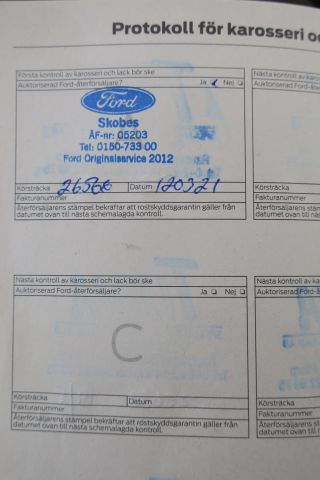 Protokoll för karosseri o
Första kontroll av karosseri och lack bör ske
Auktoriserad Ford-återförsäljare? Ja Nej
Ford
Skobes
ÅF-nr: 05203
Tel: 0150-733 00
Ford Originalservice 2012
Körsträcka 26566 Datum 120321
Fakturanummer
Återförsäljarens stämpel bekräftar att rostskyddsgarantin gäller från
datumet ovan till nästa schemalagda kontroll.
Nästa kontroll av
Auktoriserad Ford
Körsträcka
Fakturanummer
Återförsäljarens
datumet ovan till n
Nästa kontroll av karosseri och lack bör ske
Auktoriserad Ford-återförsäljare? Ja Nej
C
Körsträcka Datum
Fakturanummer
Återförsäljarens stämpel bekräftar att rostskyddsgarantin gäller från
datumet ovan till nästa schemalagda kontroll.
Nästa kontroll av
Auktoriserad Ford-
Körsträcka
Fakturanummer
Återförsäljarens st
datumet ovan till n